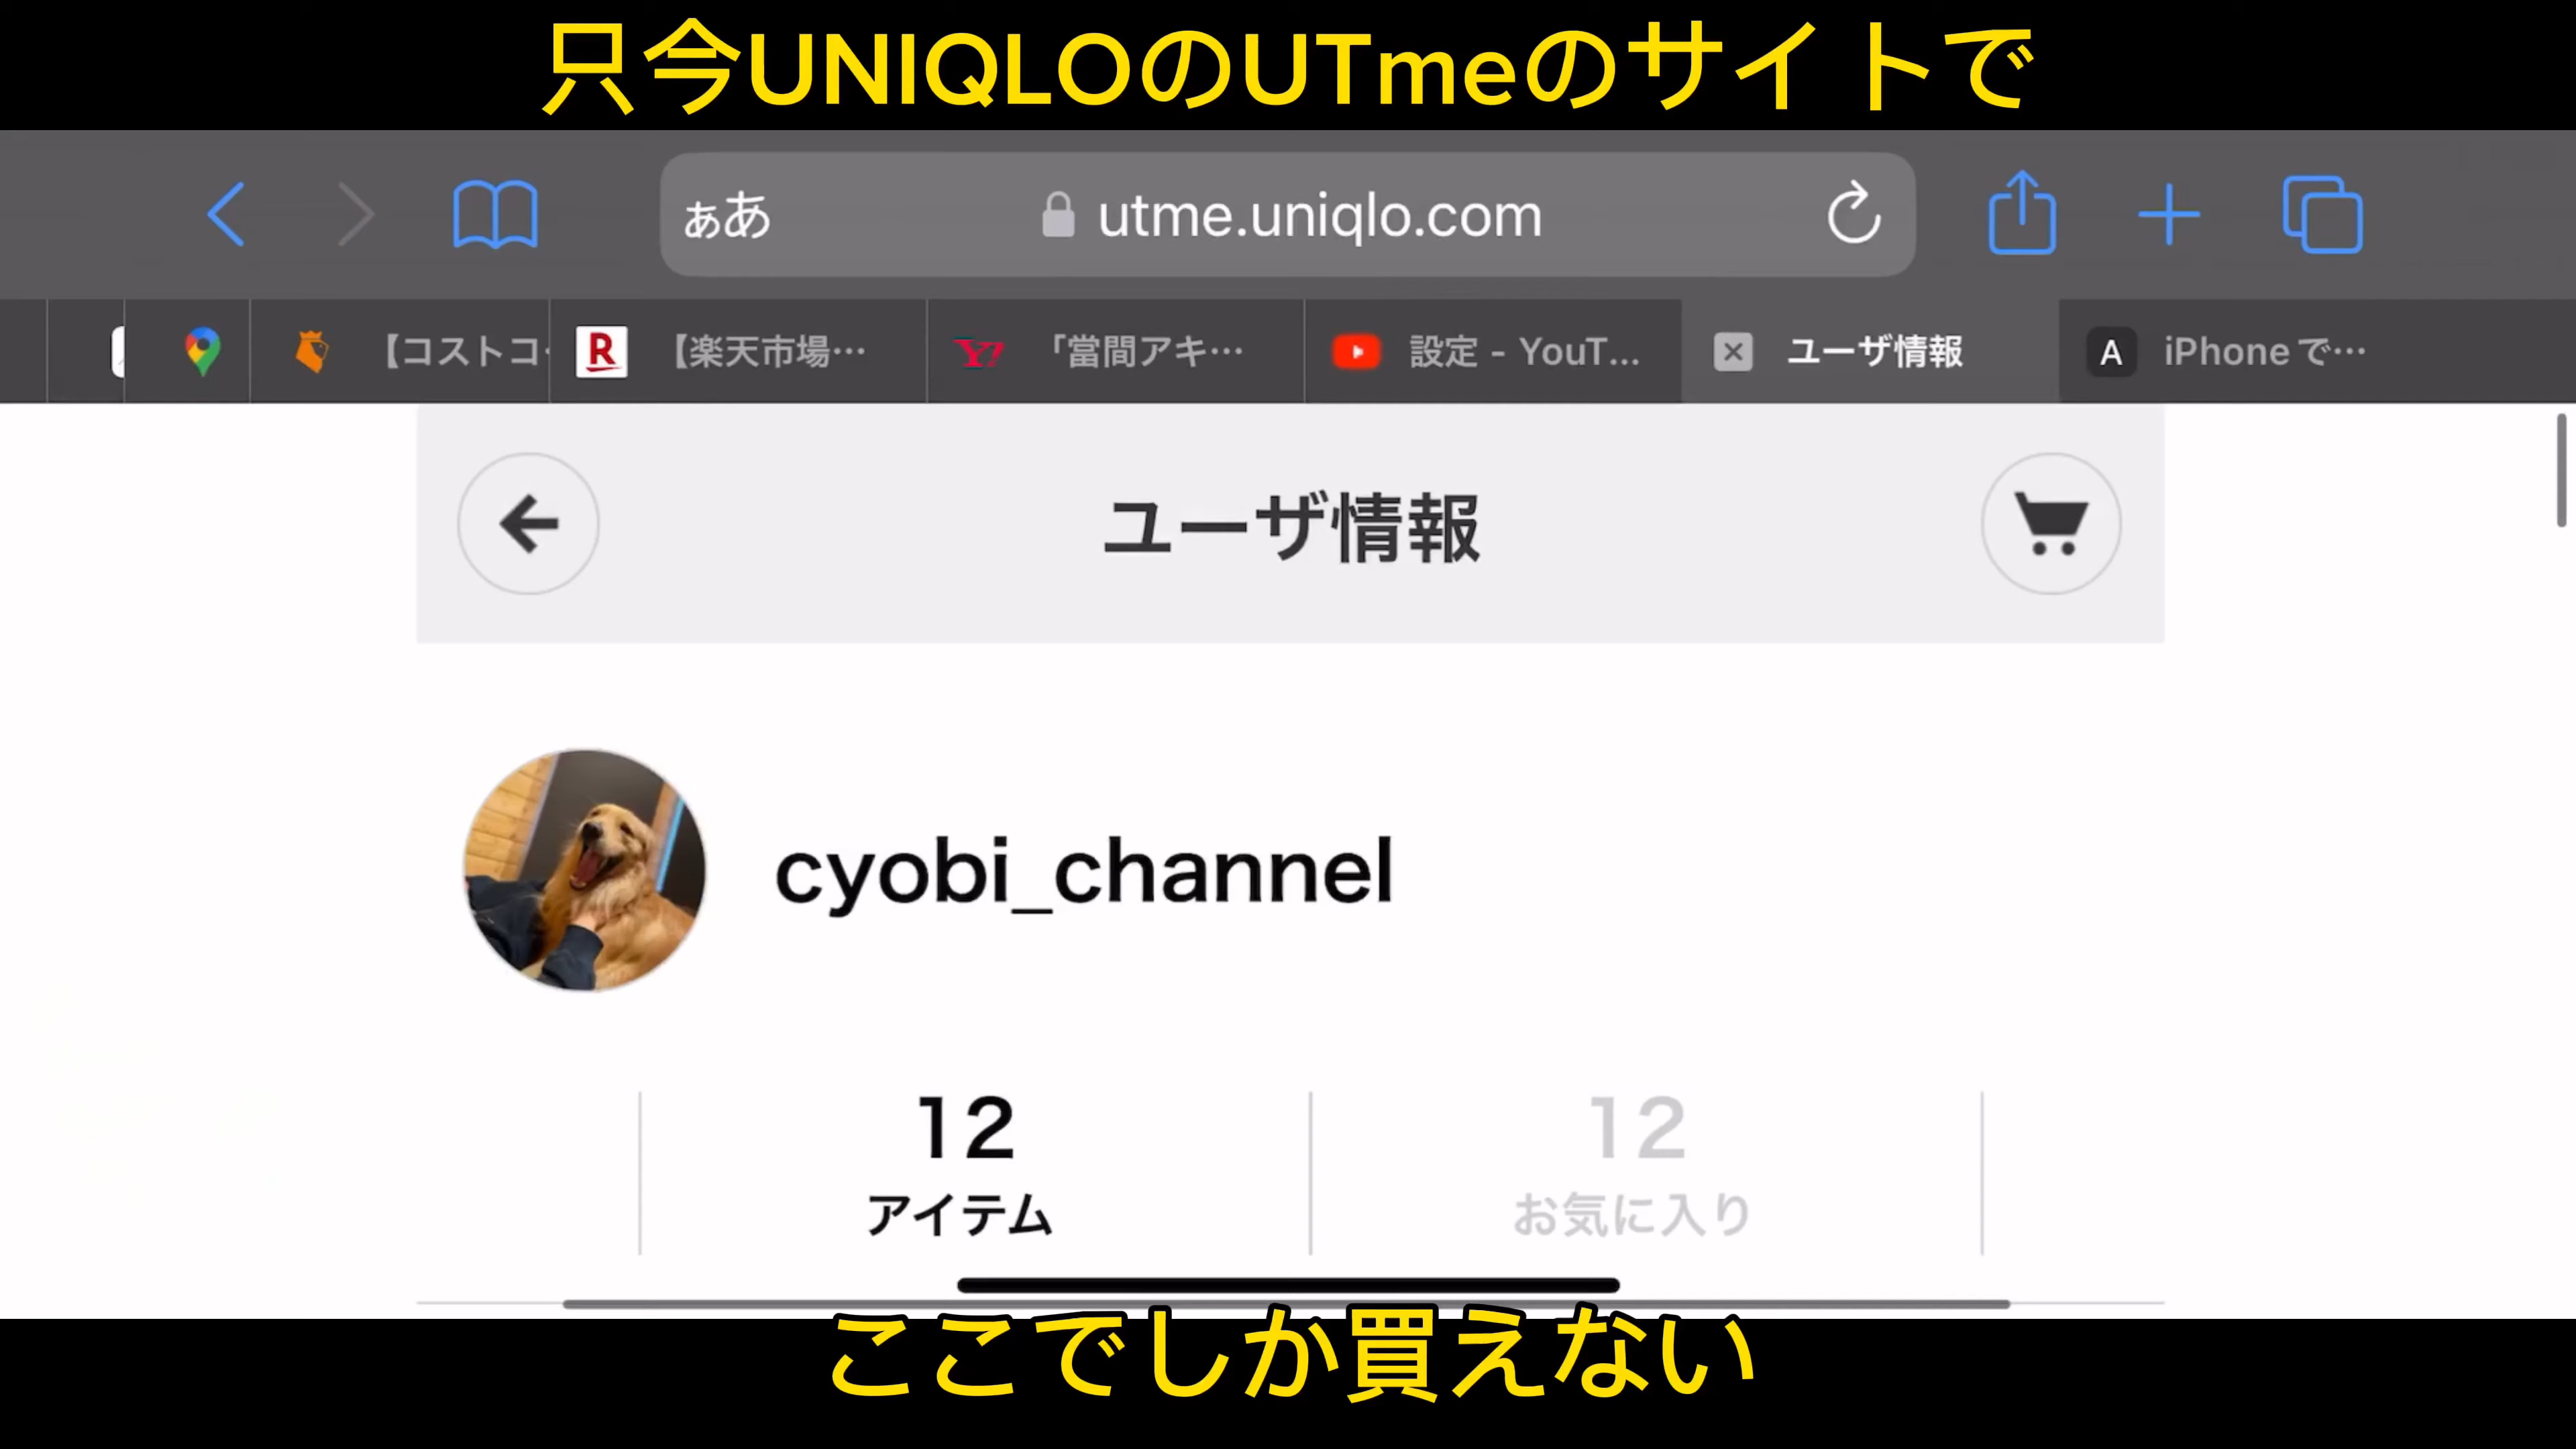 只今UNIQLOのUTmeのサイトで
ぁあ utme.uniqlo.com
【コストコ R 【楽天市場… Y! 「當間アキ… 設定 - YouT... ユーザ情報 A iPhoneで…
ユーザ情報
cyobi_channel
12 12
アイテム お気に入り
ここでしか買えない